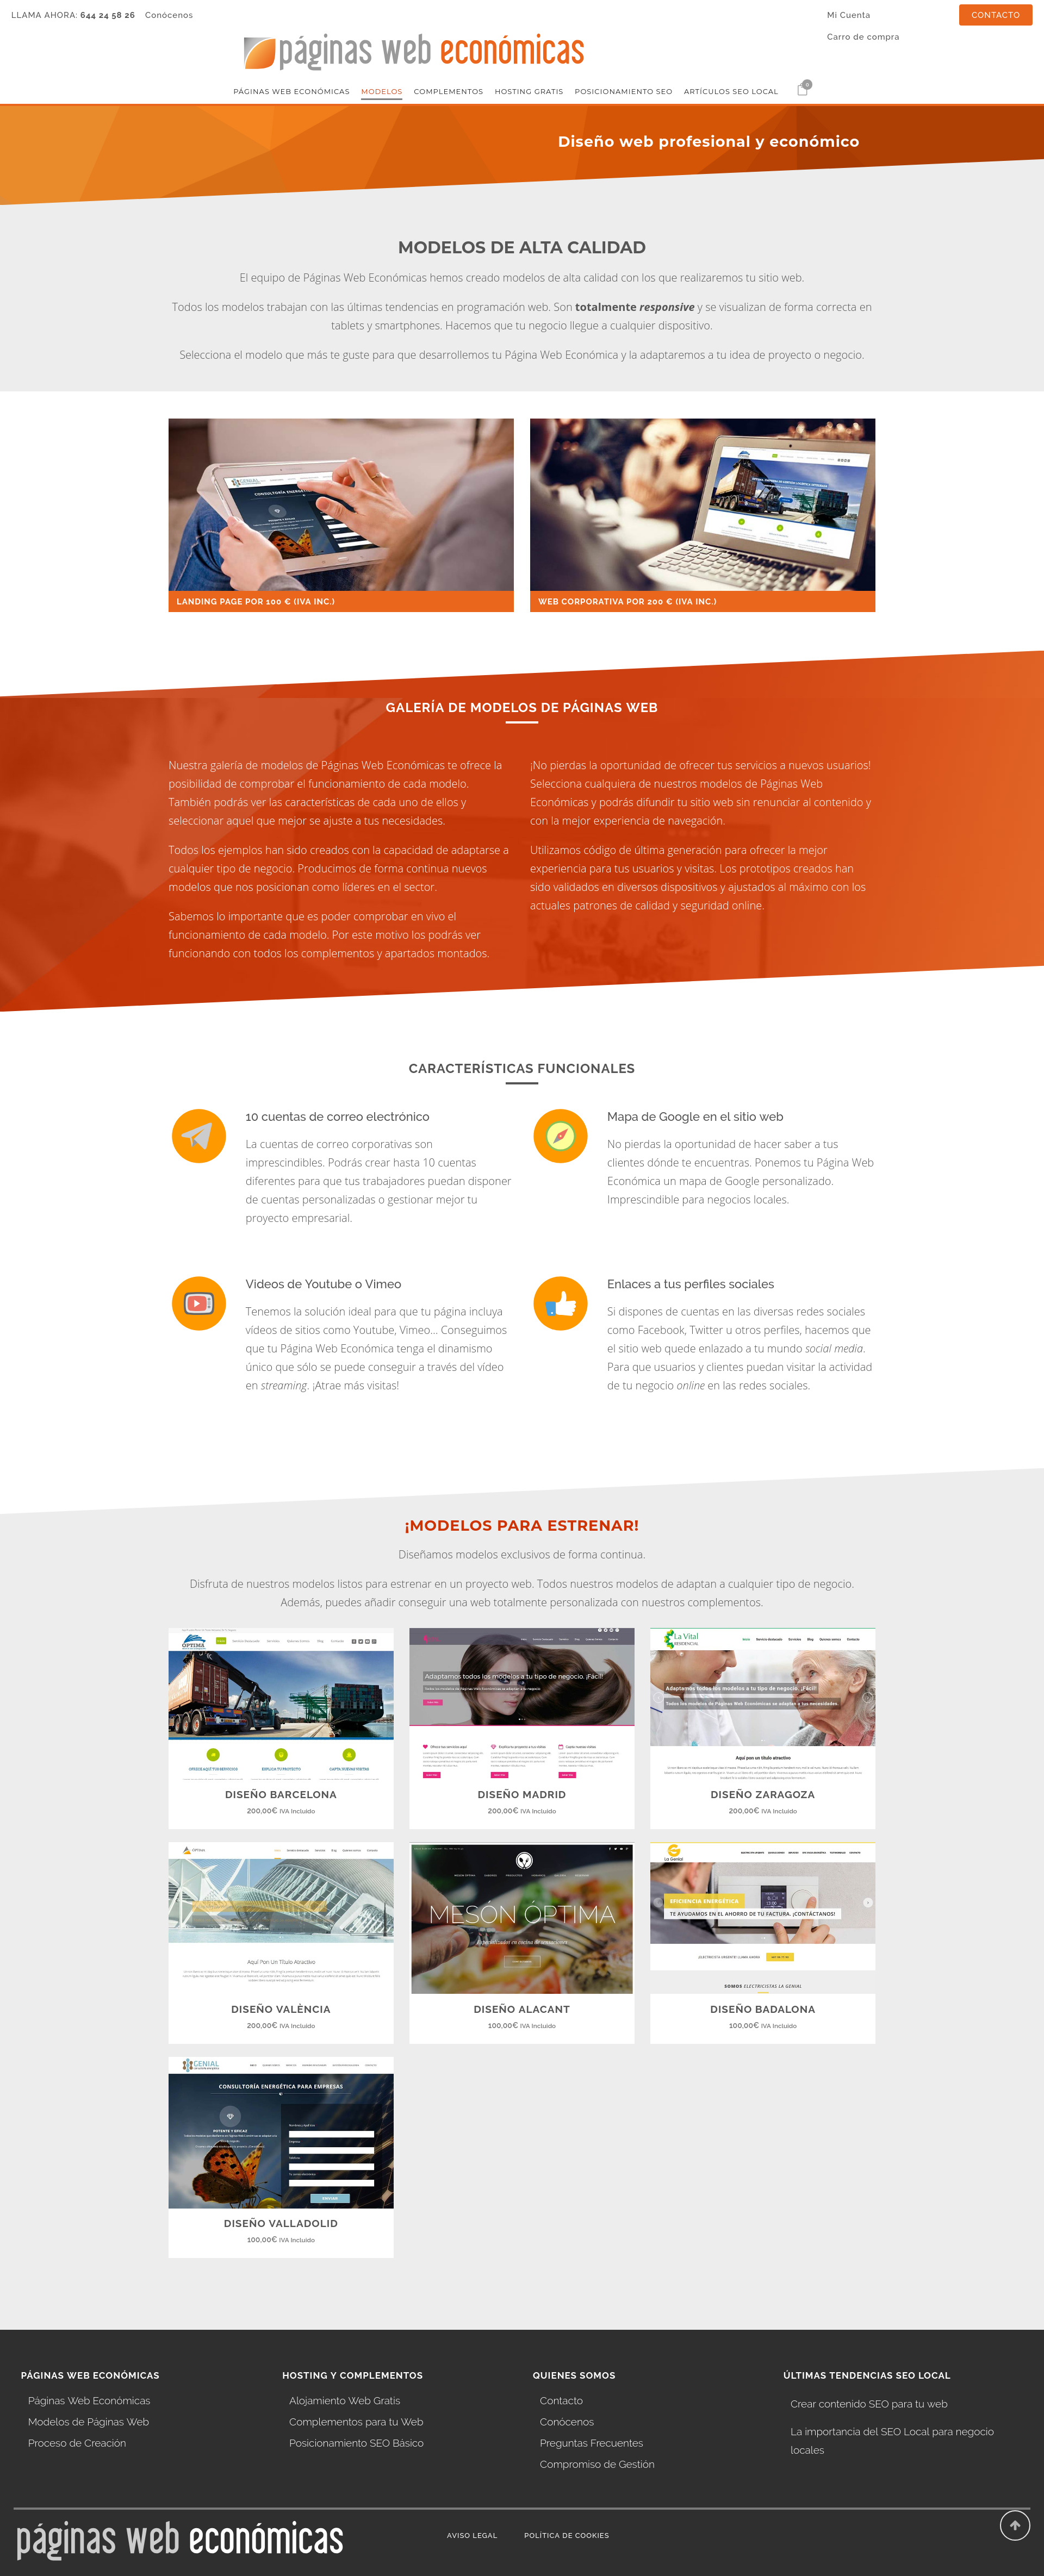 LLAMA AHORA: 644 24 58 26 Conócenos
Mi Cuenta
CONTACTO
Carro de compra
páginas web económicas
PÁGINAS WEB ECONÓMICAS MODELOS COMPLEMENTOS HOSTING GRATIS POSICIONAMIENTO SEO ARTÍCULOS SEO LOCAL 0
Diseño web profesional y económico
MODELOS DE ALTA CALIDAD
El equipo de Páginas Web Económicas hemos creado modelos de alta calidad con los que realizaremos tu sitio web.
Todos los modelos trabajan con las últimas tendencias en programación web. Son totalmente responsive y se visualizan de forma correcta en
tablets y smartphones. Hacemos que tu negocio llegue a cualquier dispositivo.
Selecciona el modelo que más te guste para que desarrollemos tu Página Web Económica y la adaptaremos a tu idea de proyecto o negocio.
LANDING PAGE POR 100 € (IVA INC.)
WEB CORPORATIVA POR 200 € (IVA INC.)
GALERÍA DE MODELOS DE PÁGINAS WEB
Nuestra galería de modelos de Páginas Web Económicas te ofrece la
posibilidad de comprobar el funcionamiento de cada modelo.
También podrás ver las características de cada uno de ellos y
seleccionar aquel que mejor se ajuste a tus necesidades.
Todos los ejemplos han sido creados con la capacidad de adaptarse a
cualquier tipo de negocio. Producimos de forma continua nuevos
modelos que nos posicionan como líderes en el sector.
Sabemos lo importante que es poder comprobar en vivo el
funcionamiento de cada modelo. Por este motivo los podrás ver
funcionando con todos los complementos y apartados montados.
¡No pierdas la oportunidad de ofrecer tus servicios a nuevos usuarios!
Selecciona cualquiera de nuestros modelos de Páginas Web
Económicas y podrás difundir tu sitio web sin renunciar al contenido y
con la mejor experiencia de navegación.
Utilizamos código de última generación para ofrecer la mejor
experiencia para tus usuarios y visitas. Los prototipos creados han
sido validados en diversos dispositivos y ajustados al máximo con los
actuales patrones de calidad y seguridad online.
CARACTERÍSTICAS FUNCIONALES
10 cuentas de correo electrónico
La cuentas de correo corporativas son
imprescindibles. Podrás crear hasta 10 cuentas
diferentes para que tus trabajadores puedan disponer
de cuentas personalizadas o gestionar mejor tu
proyecto empresarial.
Mapa de Google en el sitio web
No pierdas la oportunidad de hacer saber a tus
clientes dónde te encuentras. Ponemos tu Página Web
Económica un mapa de Google personalizado.
Imprescindible para negocios locales.
Videos de Youtube o Vimeo
Tenemos la solución ideal para que tu página incluya
vídeos de sitios como Youtube, Vimeo... Conseguimos
que tu Página Web Económica tenga el dinamismo
único que sólo se puede conseguir a través del vídeo
en streaming. ¡Atrae más visitas!
Enlaces a tus perfiles sociales
Si dispones de cuentas en las diversas redes sociales
como Facebook, Twitter u otros perfiles, hacemos que
el sitio web quede enlazado a tu mundo social media.
Para que usuarios y clientes puedan visitar la actividad
de tu negocio online en las redes sociales.
¡MODELOS PARA ESTRENAR!
Diseñamos modelos exclusivos de forma continua.
Disfruta de nuestros modelos listos para estrenar en un proyecto web. Todos nuestros modelos de adaptan a cualquier tipo de negocio.
Además, puedes añadir conseguir una web totalmente personalizada con nuestros complementos.
ÓPTIMA
Adaptamos todos los modelos a tu tipo de negocio. ¡Fácil!
La Vital
RESIDENCIAL
Adaptamos todos los modelos a tu tipo de negocio. ¡Fácil!
Todos los modelos de Páginas Web Económicas se adaptan a tus necesidades.
Aquí pon un título atractivo
DISEÑO BARCELONA
200,00€ IVA Incluido
DISEÑO MADRID
200,00€ IVA Incluido
DISEÑO ZARAGOZA
200,00€ IVA Incluido
Aquí Pon Un Título Atractivo
MESÓN ÓPTIMA
La Genial
EFICIENCIA ENERGÉTICA
TE AYUDAMOS EN EL AHORRO DE TU FACTURA. ¡CONTÁCTANOS!
SOMOS ELECTRICISTAS LA GENIAL
DISEÑO VALÈNCIA
200,00€ IVA Incluido
DISEÑO ALACANT
100,00€ IVA Incluido
DISEÑO BADALONA
100,00€ IVA Incluido
GENIAL
CONSULTORÍA ENERGÉTICA PARA EMPRESAS
POTENTE Y EFICAZ
DISEÑO VALLADOLID
100,00€ IVA Incluido
PÁGINAS WEB ECONÓMICAS
Páginas Web Económicas
Modelos de Páginas Web
Proceso de Creación
HOSTING Y COMPLEMENTOS
Alojamiento Web Gratis
Complementos para tu Web
Posicionamiento SEO Básico
QUIENES SOMOS
Contacto
Conócenos
Preguntas Frecuentes
Compromiso de Gestión
ÚLTIMAS TENDENCIAS SEO LOCAL
Crear contenido SEO para tu web
La importancia del SEO Local para negocio
locales
páginas web económicas
AVISO LEGAL POLÍTICA DE COOKIES